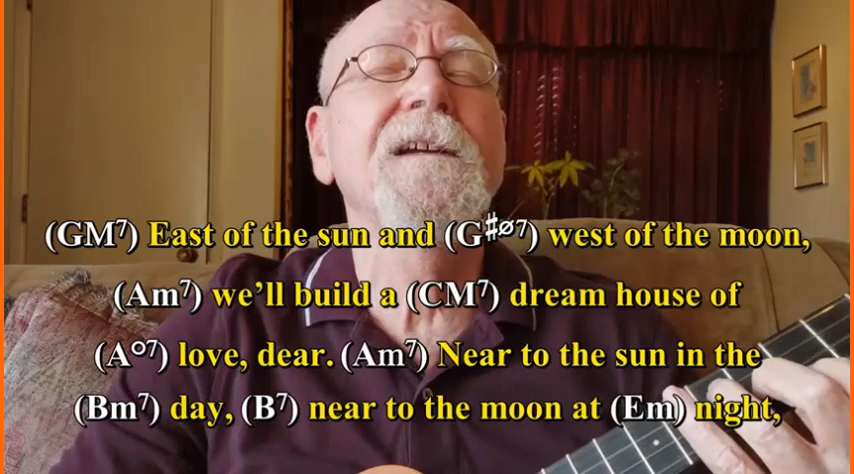 (GM⁷) East of the sun and (G♯ø⁷) west of the moon,
(Am⁷) we’ll build a (CM⁷) dream house of
(A°⁷) love, dear. (Am⁷) Near to the sun in the
(Bm⁷) day, (B⁷) near to the moon at (Em) night,